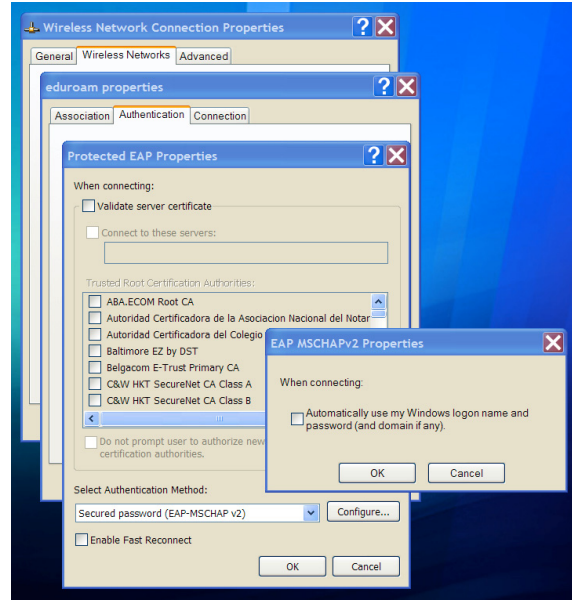 Wireless Network Connection Properties
General Wireless Networks Advanced
eduroam properties
Association Authentication Connection
Protected EAP Properties
When connecting:
Validate server certificate
Connect to these servers:
Trusted Root Certification Authorities:
ABA.ECOM Root CA
Autoridad Certificadora de la Asociacion Nacional del Notar
Autoridad Certificadora del Colegio
Baltimore EZ by DST
Belgacom E-Trust Primary CA
C&W HKT SecureNet CA Class A
C&W HKT SecureNet CA Class B
Do not prompt user to authorize new
certification authorities.
Select Authentication Method:
Secured password (EAP-MSCHAP v2) Configure...
Enable Fast Reconnect
OK Cancel
EAP MSCHAPv2 Properties
When connecting:
Automatically use my Windows logon name and
password (and domain if any).
OK Cancel